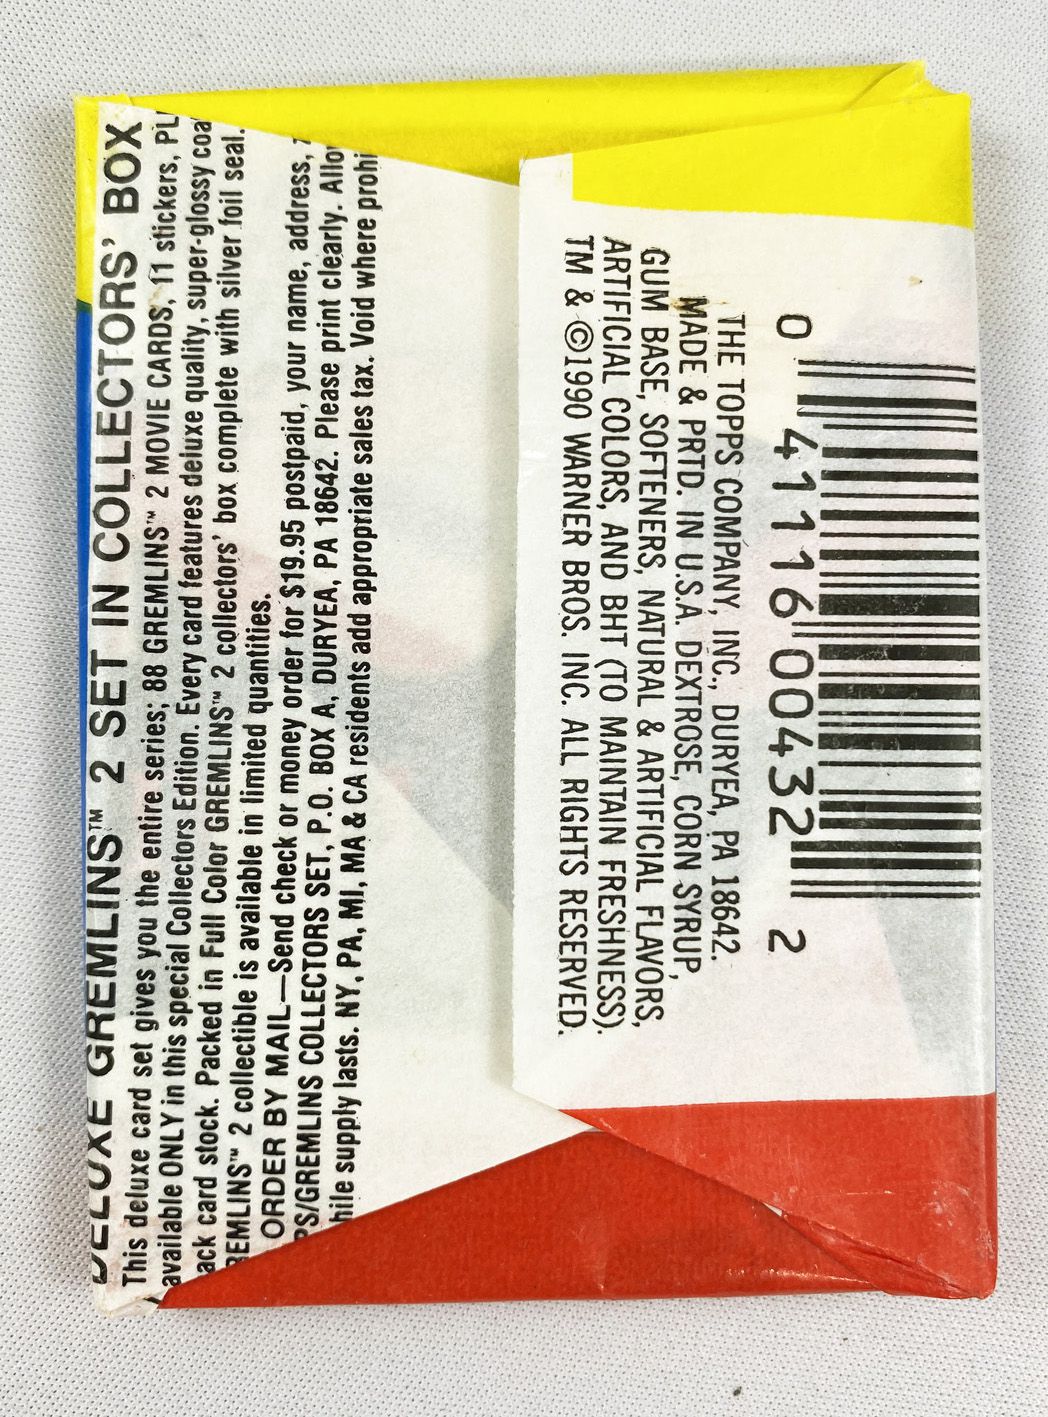 DELUXE GREMLINS™ 2 SET IN COLLECTORS' BOX
This deluxe card set gives you the entire series; 88 GREMLINS™ 2 MOVIE CARDS, 11 stickers,
available ONLY in this special Collectors Edition. Every card features deluxe quality, super-glossy
card stock. Packed in Full Color GREMLINS™ 2 collectors' box complete with silver foil seal.
2 collectible is available in limited quantities.
ORDER BY MAIL—Send check or money order for $19.95 postpaid, your name, address,
PS/GREMLINS COLLECTORS SET, P.O. BOX A, DURYEA, PA 18642. Please print clearly.
hile supply lasts. NY, PA, MI, MA & CA residents add appropriate sales tax. Void where
0 41116 00432 2
THE TOPPS COMPANY, INC., DURYEA, PA 18642.
MADE & PRTD. IN U.S.A. DEXTROSE, CORN SYRUP,
GUM BASE, SOFTENERS, NATURAL & ARTIFICIAL FLAVORS,
ARTIFICIAL COLORS, AND BHT (TO MAINTAIN FRESHNESS).
TM & ©1990 WARNER BROS. INC. ALL RIGHTS RESERVED.